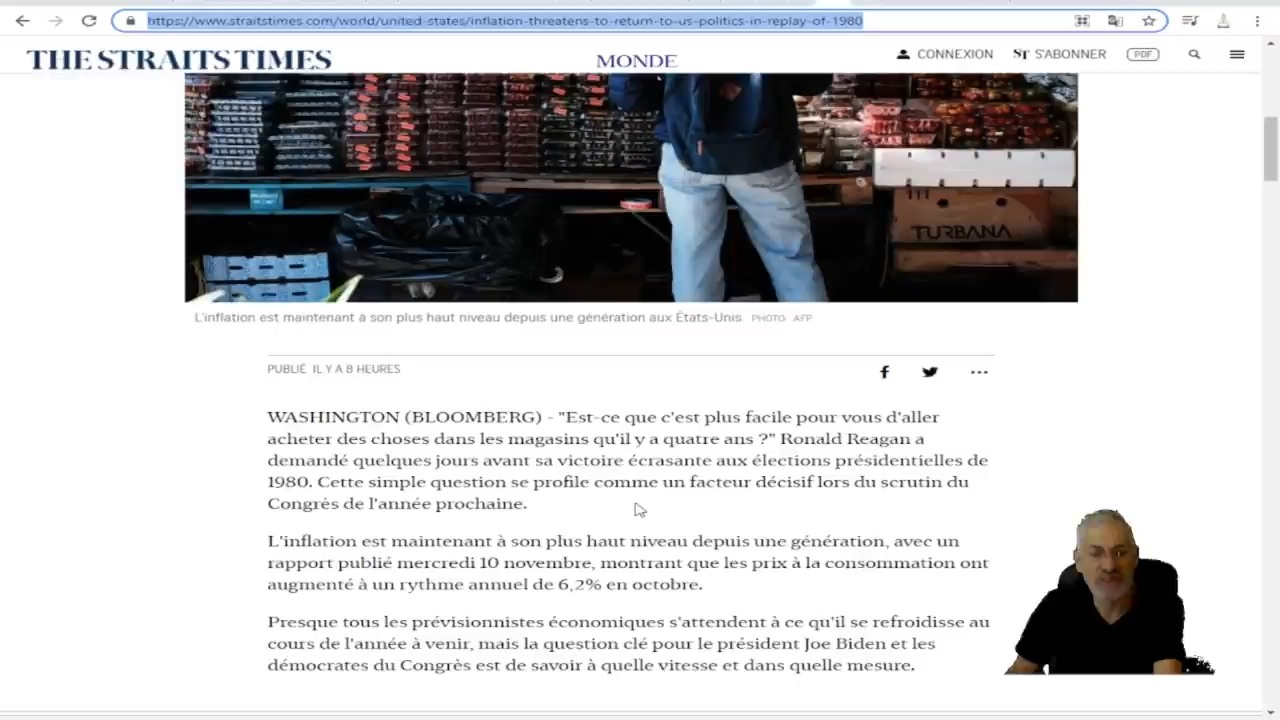 https://www.straitstimes.com/world/united-states/inflation-threatens-to-return-to-us-politics-in-replay-of-1980
THE STRAITS TIMES
MONDE
CONNEXION
ST S'ABONNER
PDF
TURBANA
L'inflation est maintenant à son plus haut niveau depuis une génération aux États-Unis PHOTO AFP
PUBLIÉ IL Y A 8 HEURES
WASHINGTON (BLOOMBERG) - "Est-ce que c'est plus facile pour vous d'aller
acheter des choses dans les magasins qu'il y a quatre ans ?" Ronald Reagan a
demandé quelques jours avant sa victoire écrasante aux élections présidentielles de
1980. Cette simple question se profile comme un facteur décisif lors du scrutin du
Congrès de l'année prochaine.
L'inflation est maintenant à son plus haut niveau depuis une génération, avec un
rapport publié mercredi 10 novembre, montrant que les prix à la consommation ont
augmenté à un rythme annuel de 6,2% en octobre.
Presque tous les prévisionnistes économiques s'attendent à ce qu'il se refroidisse au
cours de l'année à venir, mais la question clé pour le président Joe Biden et les
démocrates du Congrès est de savoir à quelle vitesse et dans quelle mesure.